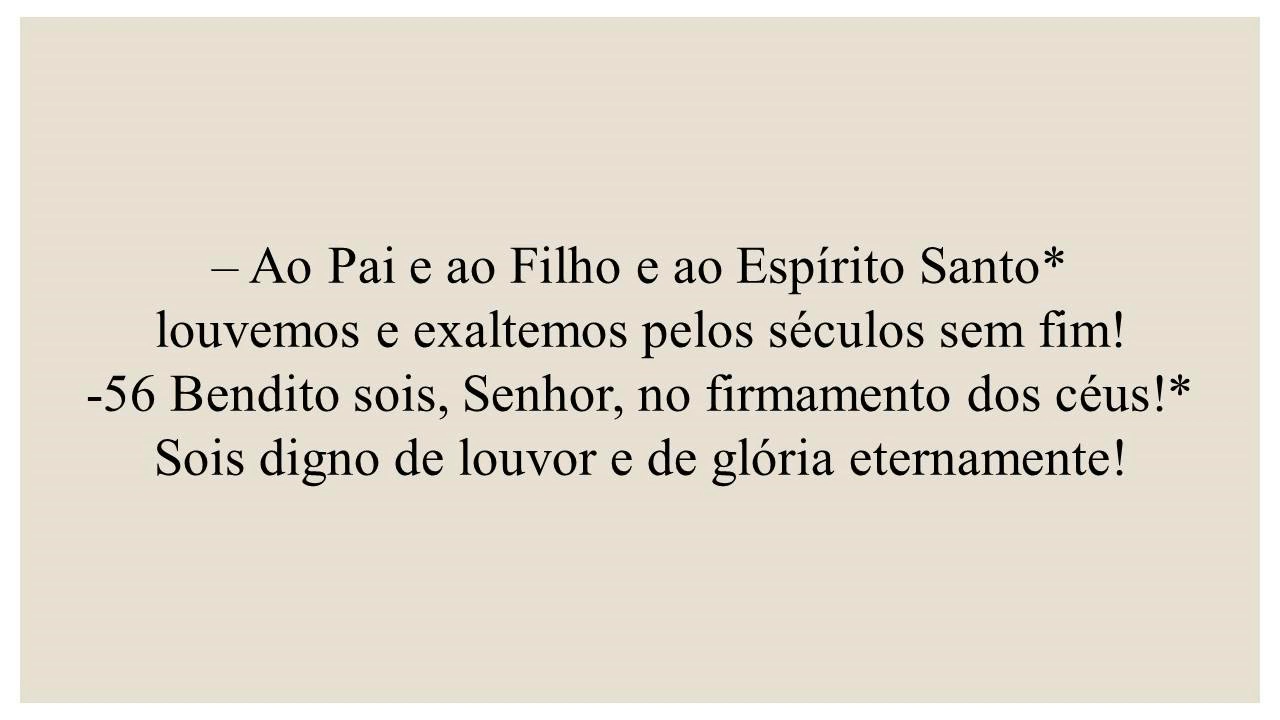 – Ao Pai e ao Filho e ao Espírito Santo*
louvemos e exaltemos pelos séculos sem fim!
-56 Bendito sois, Senhor, no firmamento dos céus!*
Sois digno de louvor e de glória eternamente!